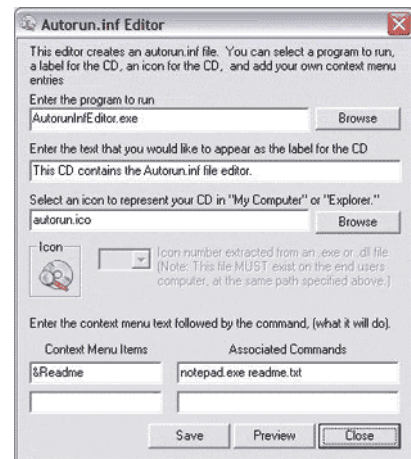 Autorun.inf Editor
This editor creates an autorun.inf file. You can select a program to run,
a label for the CD, an icon for the CD, and add your own context menu
entries
Enter the program to run
AutorunInfEditor.exe
Browse
Enter the text that you would like to appear as the label for the CD
This CD contains the Autorun.inf file editor.
Select an icon to represent your CD in "My Computer" or "Explorer."
autorun.ico
Browse
Icon
Icon number extracted from an .exe or .dll file
(Note: This file MUST exist on the end users
computer, at the same path specified above.)
Enter the context menu text followed by the command, (what it will do).
Context Menu Items
Associated Commands
&Readme
notepad.exe readme.txt
Save
Preview
Close